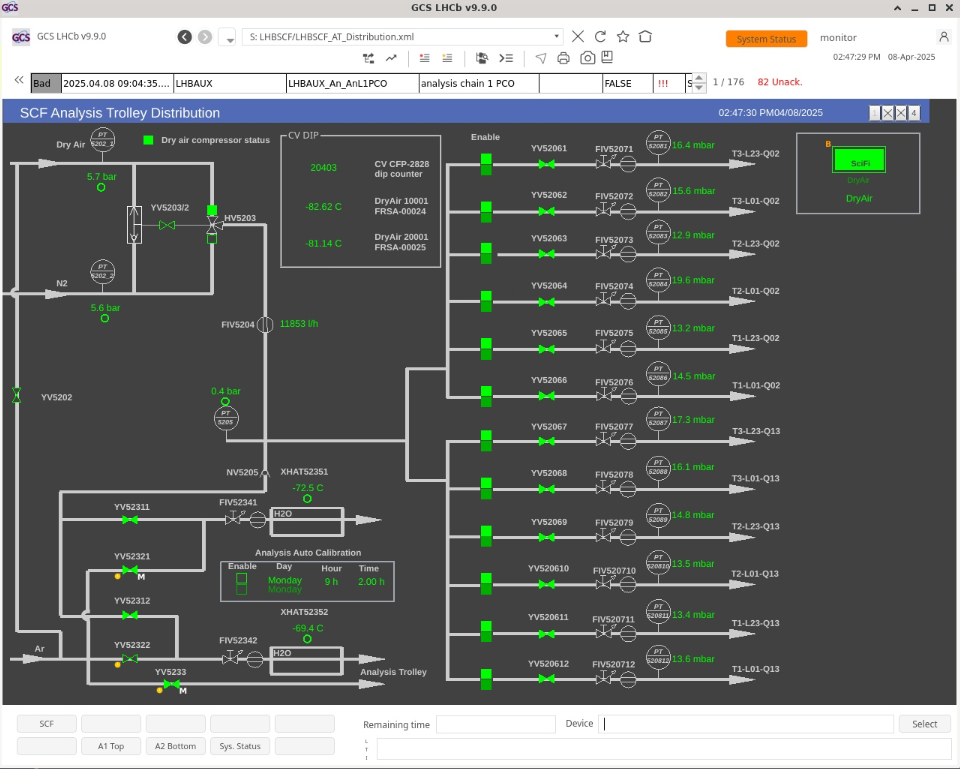 GCS LHCb v9.9.0
GCS GCS LHCb v9.9.0 S: LHBSCF/LHBSCF_AT_Distribution.xml System Status monitor
02:47:29 PM 08-Apr-2025
Bad 2025.04.08 09:04:35.... LHBAUX LHBAUX_An_AnL1PCO analysis chain 1 PCO FALSE !!! S 1 / 176 82 Unack.
SCF Analysis Trolley Distribution 02:47:30 PM04/08/2025 4
Dry Air
PT 5202_1
Dry air compressor status
5.7 bar
YV5203/2
HV5203
PT 5202_2
N2
5.6 bar
FIV5204 11853 l/h
YV5202
0.4 bar
PT 5205
NV5205
CV DIP
20403 CV CFP-2828 dip counter
-82.62 C DryAir 10001 FRSA-00024
-81.14 C DryAir 20001 FRSA-00025
XHAT52351
-72.5 C
YV52311
FIV52341
H2O
YV52321
M
Analysis Auto Calibration
Enable Day Hour Time
Monday 9 h 2.00 h
Monday
YV52312
XHAT52352
-69.4 C
Ar
YV52322
FIV52342
H2O
YV5233
M
Analysis Trolley
Enable
YV52061 FIV52071 PT 52081 16.4 mbar T3-L23-Q02
YV52062 FIV52072 PT 52082 15.6 mbar T3-L01-Q02
YV52063 FIV52073 PT 52083 12.9 mbar T2-L23-Q02
YV52064 FIV52074 PT 52084 19.6 mbar T2-L01-Q02
YV52065 FIV52075 PT 52085 13.2 mbar T1-L23-Q02
YV52066 FIV52076 PT 52086 14.5 mbar T1-L01-Q02
YV52067 FIV52077 PT 52087 17.3 mbar T3-L23-Q13
YV52068 FIV52078 PT 52088 16.1 mbar T3-L01-Q13
YV52069 FIV52079 PT 52089 14.8 mbar T2-L23-Q13
YV520610 FIV520710 PT 520810 13.5 mbar T2-L01-Q13
YV520611 FIV520711 PT 520811 13.4 mbar T1-L23-Q13
YV520612 FIV520712 PT 520812 13.6 mbar T1-L01-Q13
B
SciFi
DryAir
DryAir
SCF Remaining time Device Select
A1 Top A2 Bottom Sys. Status
L
T
T